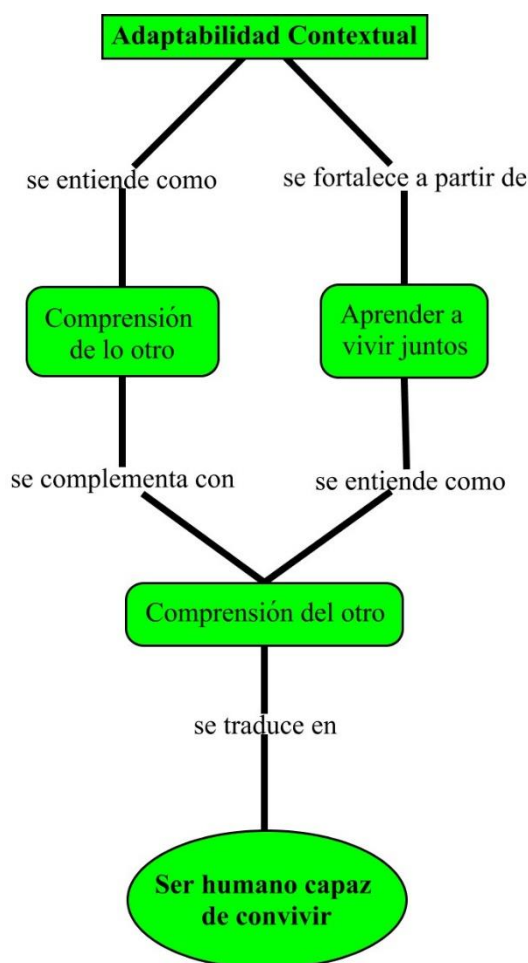 Adaptabilidad Contextual
se entiende como
se fortalece a partir de
Comprensión
de lo otro
Aprender a
vivir juntos
se complementa con
se entiende como
Comprensión del otro
se traduce en
Ser humano capaz
de convivir